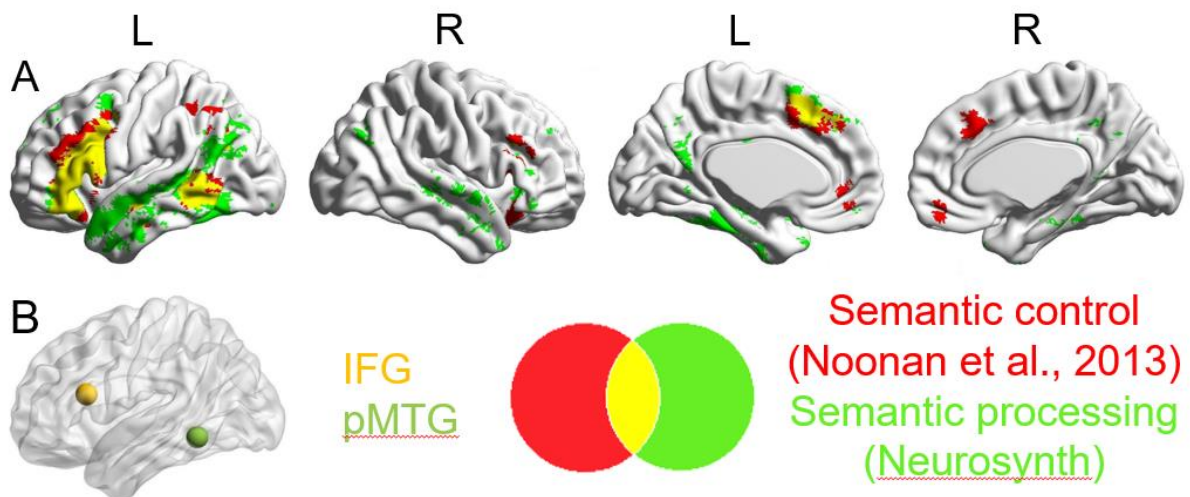 L R L R
A
B
IFG
pMTG
Semantic control
(Noonan et al., 2013)
Semantic processing
(Neurosynth)